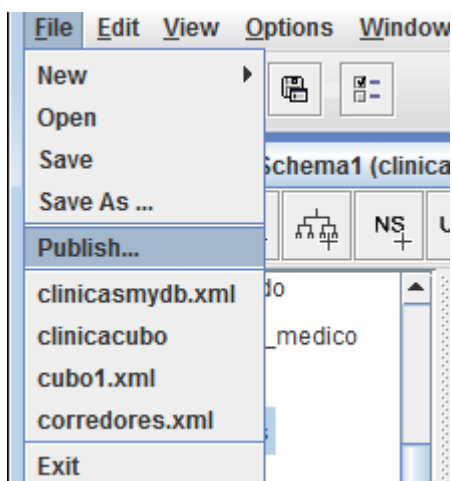 File Edit View Options Window
New
Open
Save
Schema1 (clinica
Save As ...
NS
Publish...
clinicasmydb.xml
do
clinicacubo
_medico
cubo1.xml
corredores.xml
Exit